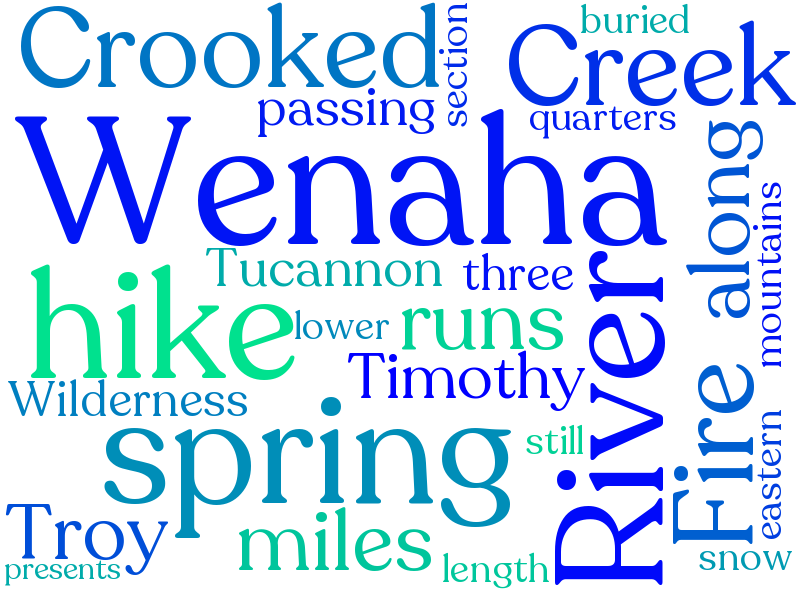 Crooked
section
buried
Creek
passing
quarters
Wenaha
along
mountains
Tucannon
three
River
hike
lower
runs
Timothy
Fire
Wilderness
spring
still
eastern
Troy
miles
snow
presents
length